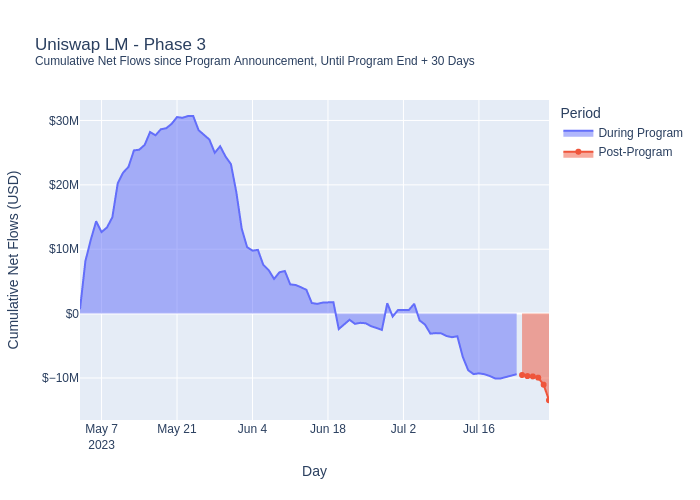 Uniswap LM - Phase 3
Cumulative Net Flows since Program Announcement, Until Program End + 30 Days
Period
During Program
Post-Program
Cumulative Net Flows (USD)
$30M
$20M
$10M
$0
$−10M
May 7
2023
May 21
Jun 4
Jun 18
Jul 2
Jul 16
Day